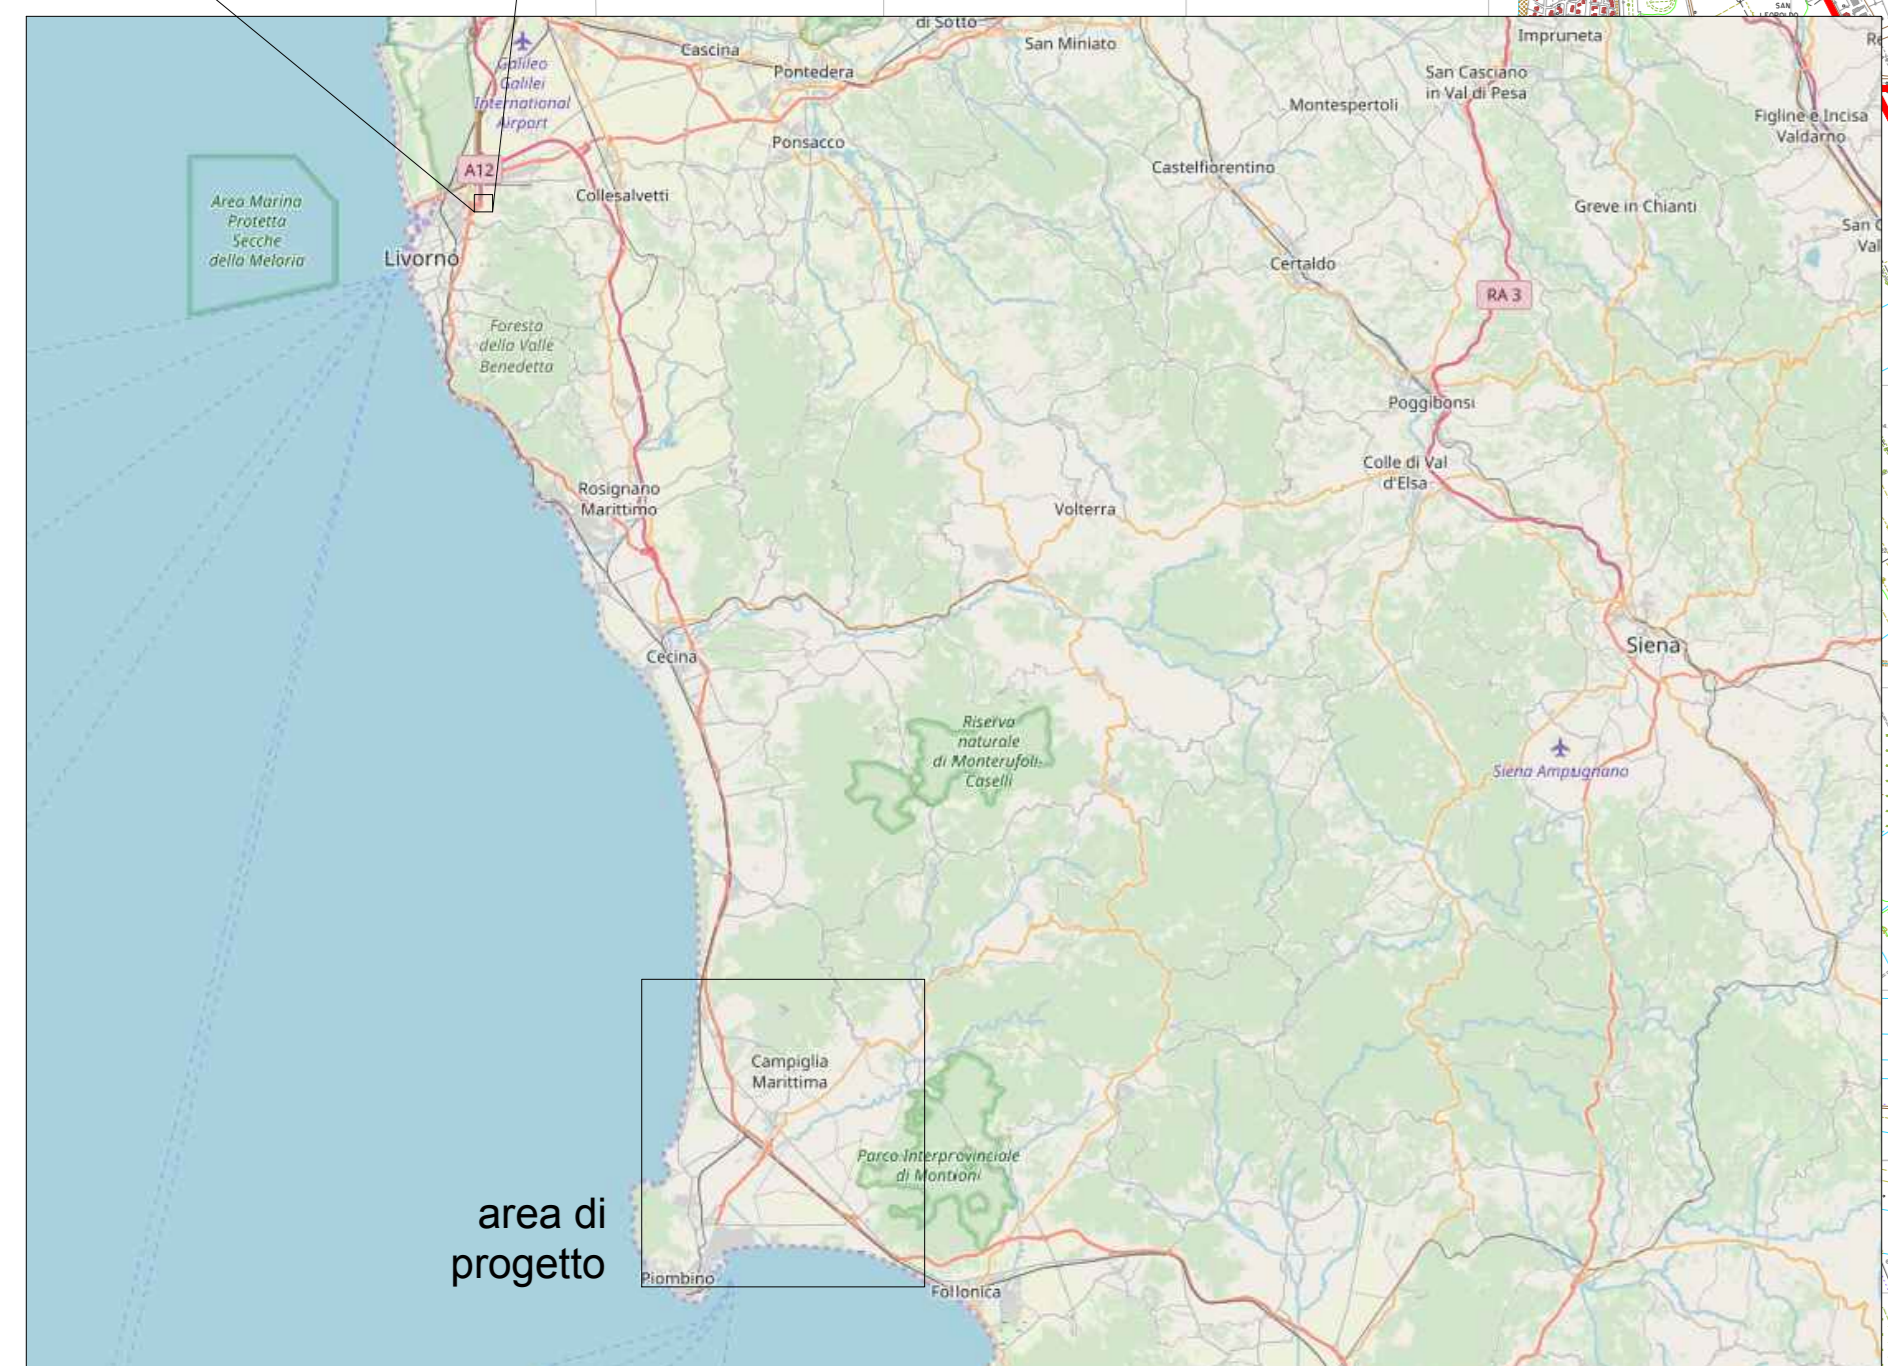 SAN
LEOPOLDO
di Sotto
Impruneta
Cascina
San Miniato
Galileo
Galilei
International
Airport
Pontedera
San Casciano
in Val di Pesa
Montespertoli
Figline e Incisa
Valdarno
Ponsacco
A12
Castelfiorentino
Collesalvetti
Area Marina
Protetta
Secche
della Meloria
Greve in Chianti
Livorno
Certaldo
RA 3
Foresta
della Valle
Benedetta
Poggibonsi
Colle di Val
d'Elsa
Rosignano
Marittimo
Volterra
Siena
Cecina
Riserva
naturale
di Monterufoli-
Caselli
Siena Ampugnano
Campiglia
Marittima
Parco Interprovinciale
di Montioni
area di
progetto
Piombino
Follonica